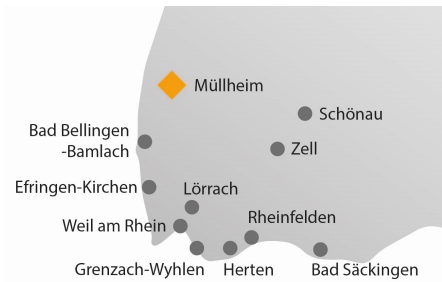 Müllheim
Schönau
Bad Bellingen
-Bamlach
Zell
Efringen-Kirchen
Lörrach
Weil am Rhein
Rheinfelden
Grenzach-Wyhlen
Herten
Bad Säckingen